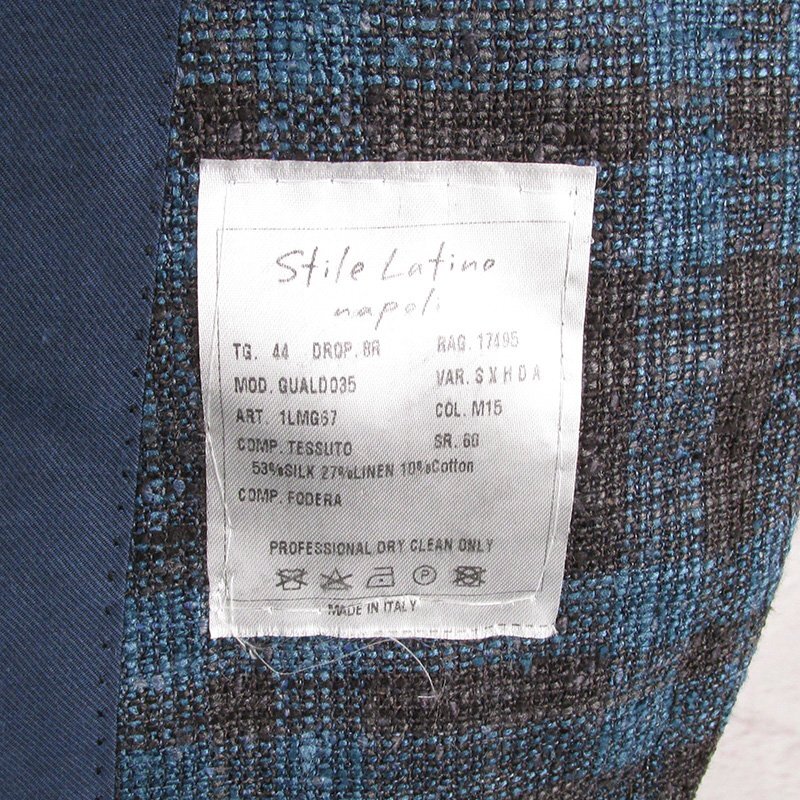 Stile Latino
napoli
TG. 44 DROP. 8R RAG. 17495
MOD. GUALDO35 VAR. S X H D A
ART. 1LMG67 COL. M15
COMP. TESSUTO SR. 60
53%SILK 27%LINEN 10%Cotton
COMP. FODERA
PROFESSIONAL DRY CLEAN ONLY
P
MADE IN ITALY